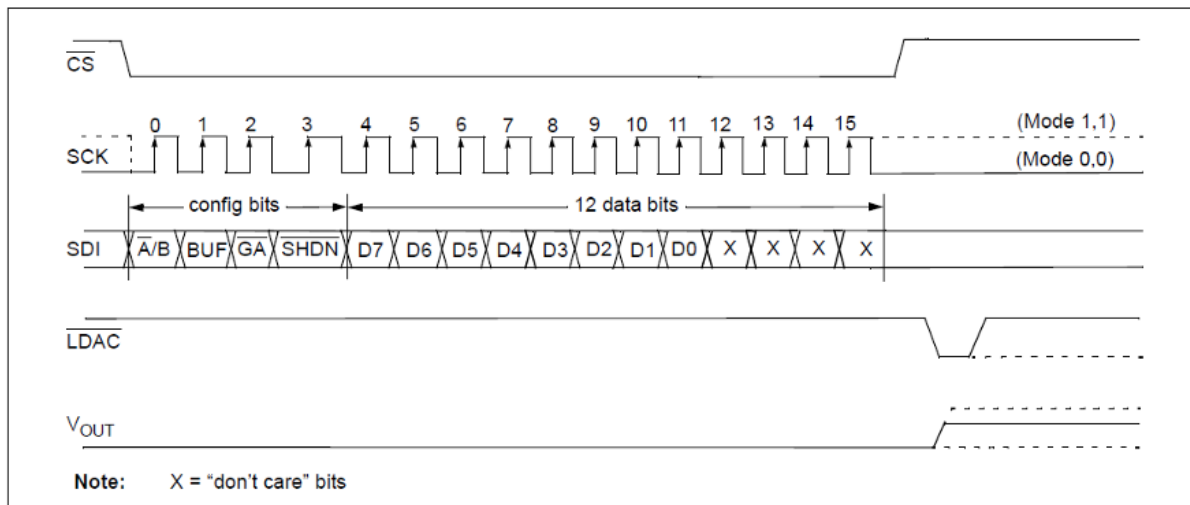 CS
0 1 2 3 4 5 6 7 8 9 10 11 12 13 14 15
(Mode 1,1)
SCK
(Mode 0,0)
config bits 12 data bits
SDI A/B BUF GA SHDN D7 D6 D5 D4 D3 D2 D1 D0 X X X X
LDAC
VOUT
Note: X = “don’t care” bits